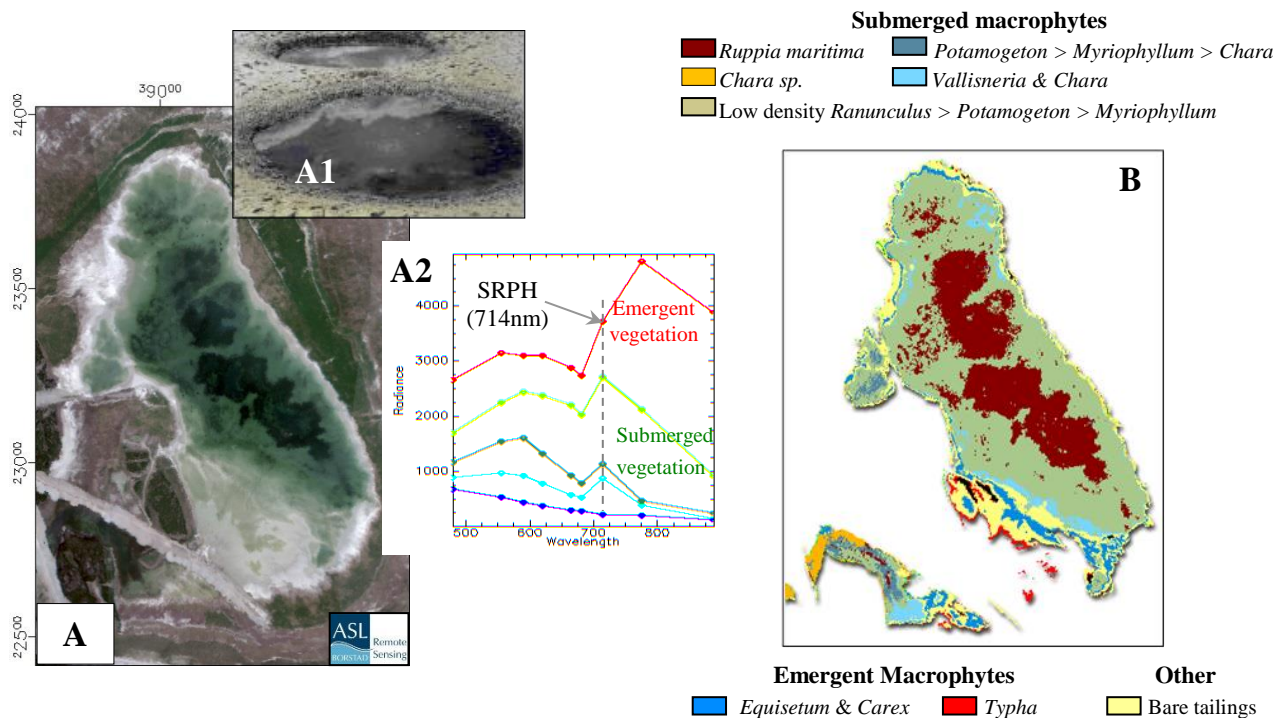 Submerged macrophytes
Ruppia maritima
Potamogeton > Myriophyllum > Chara
Chara sp.
Vallisneria & Chara
Low density Ranunculus > Potamogeton > Myriophyllum
39000
24000
23500
23000
22500
A
ASL
BORSTAD
Remote
Sensing
A1
A2
SRPH
(714nm)
Emergent
vegetation
Submerged
vegetation
Radiance
4000
3000
2000
1000
500
600
700
800
Wavelength
B
Emergent Macrophytes
Equisetum & Carex
Typha
Other
Bare tailings